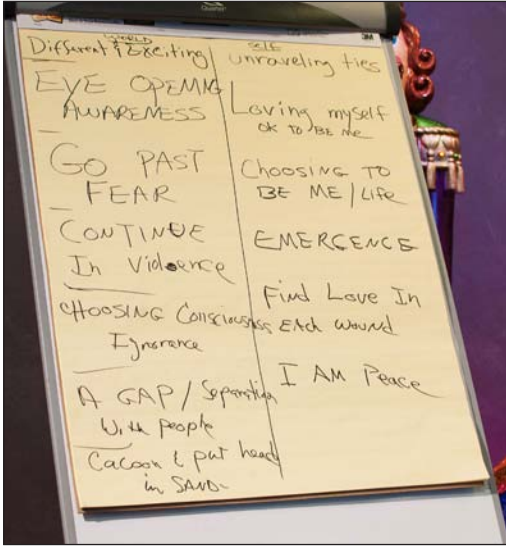 Quartet
3M
WORLD
Different & Exciting
EYE OPENING
AWARENESS
GO PAST
FEAR
CONTINUE
In Violence
CHOOSING Consciousness
Ignorance
A GAP / Separation
With people
Cacoon & put head
in SAND
SELF
unraveling ties
Loving myself
OK TO BE me
CHOOSING TO
BE ME / Life
EMERGENCE
Find Love In
EAch Wound
I AM Peace